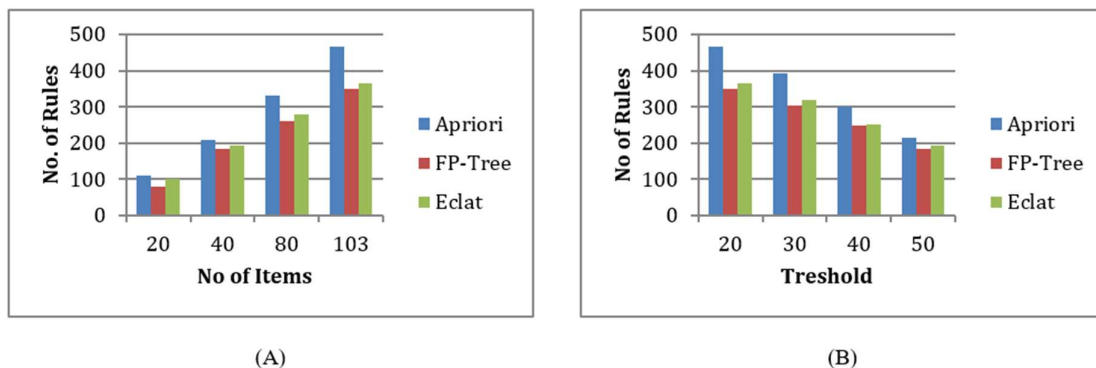 No. of Rules
500
400
300
200
100
0
20 40 80 103
No of Items
Apriori
FP-Tree
Eclat
(A)
No of Rules
500
400
300
200
100
0
20 30 40 50
Treshold
Apriori
FP-Tree
Eclat
(B)